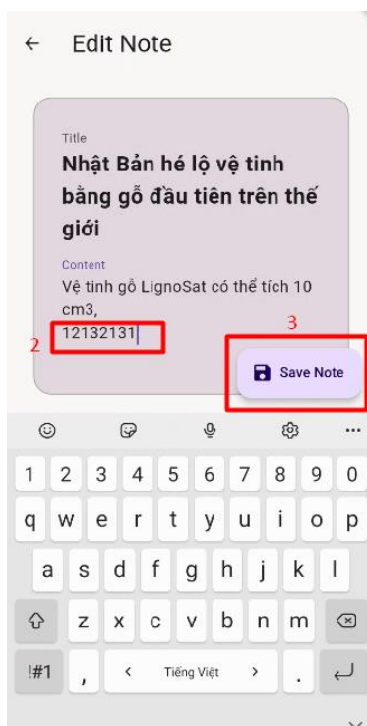 ← Edit Note
Title
Nhật Bản hé lộ vệ tinh
bằng gỗ đầu tiên trên thế
giới
Content
Vệ tinh gỗ LignoSat có thể tích 10
cm3,
3
12132131
2
Save Note
1 2 3 4 5 6 7 8 9 0
q w e r t y u i o p
a s d f g h j k l
z x c v b n m
!#1 , < Tiếng Việt > .